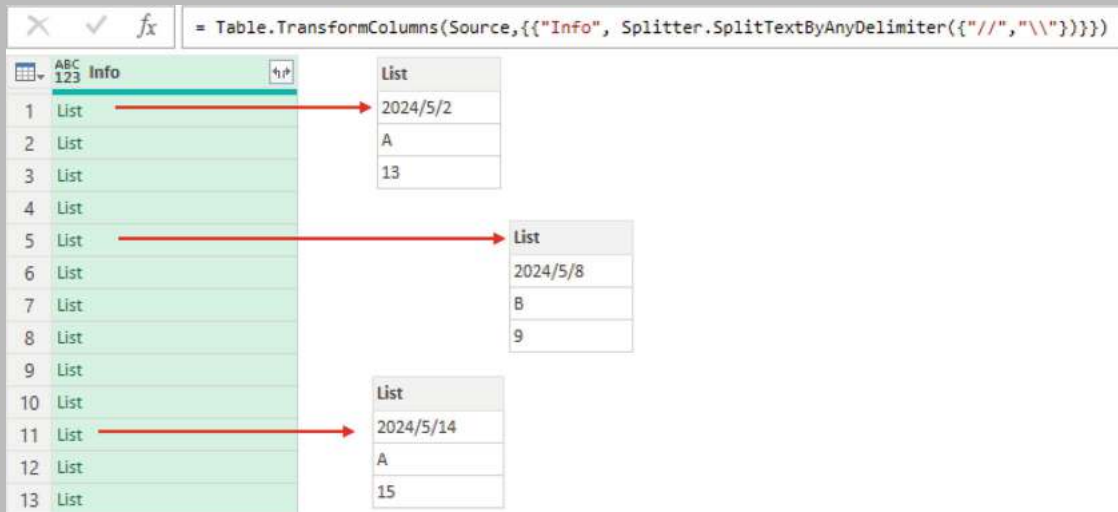 fx = Table.TransformColumns(Source,{{"Info", Splitter.SplitTextByAnyDelimiter({"//","\\"})}})
ABC 123 Info
1 List
2 List
3 List
4 List
5 List
6 List
7 List
8 List
9 List
10 List
11 List
12 List
13 List
List
2024/5/2
A
13
List
2024/5/8
B
9
List
2024/5/14
A
15